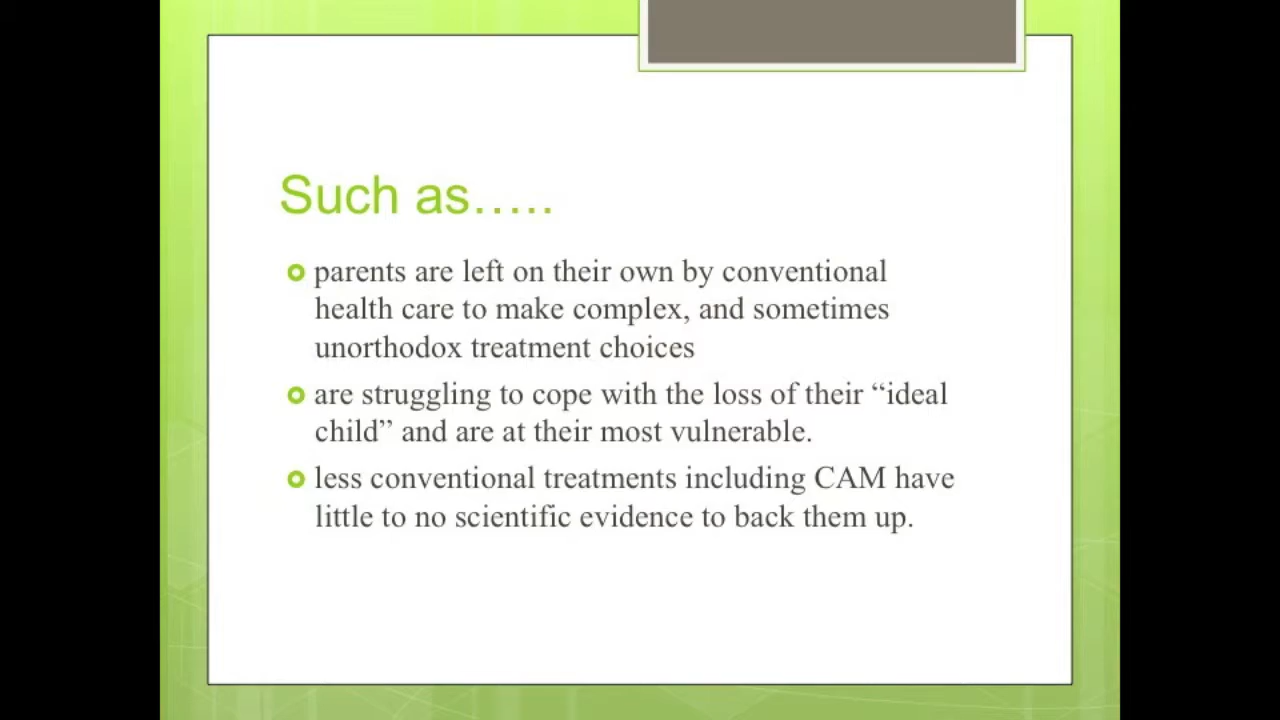 Such as…..
parents are left on their own by conventional
health care to make complex, and sometimes
unorthodox treatment choices
are struggling to cope with the loss of their “ideal
child” and are at their most vulnerable.
less conventional treatments including CAM have
little to no scientific evidence to back them up.